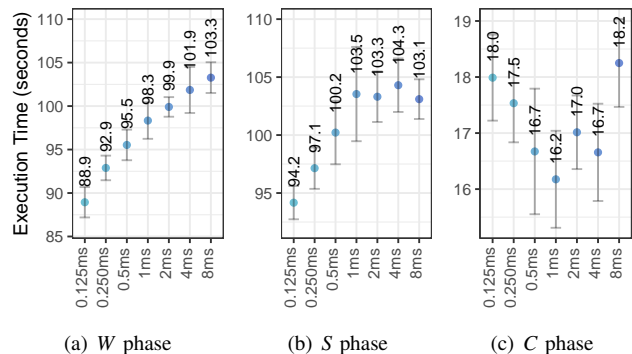 Execution Time (seconds)
110
105
100
95
90
85
88.9
92.9
95.5
98.3
99.9
101.9
103.3
0.125ms
0.250ms
0.5ms
1ms
2ms
4ms
8ms
(a) W phase
110
105
100
95
94.2
97.1
100.2
103.5
103.3
104.3
103.1
0.125ms
0.250ms
0.5ms
1ms
2ms
4ms
8ms
(b) S phase
19
18
17
16
18.0
17.5
16.7
16.2
17.0
16.7
18.2
0.125ms
0.250ms
0.5ms
1ms
2ms
4ms
8ms
(c) C phase